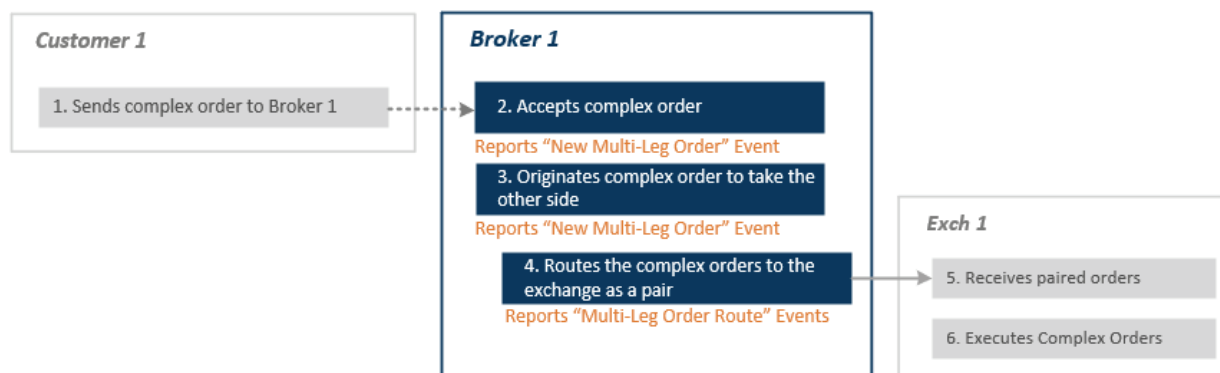 Customer 1
1. Sends complex order to Broker 1
Broker 1
2. Accepts complex order
Reports “New Multi-Leg Order” Event
3. Originates complex order to take the
other side
Reports “New Multi-Leg Order” Event
4. Routes the complex orders to the
exchange as a pair
Reports “Multi-Leg Order Route” Events
Exch 1
5. Receives paired orders
6. Executes Complex Orders